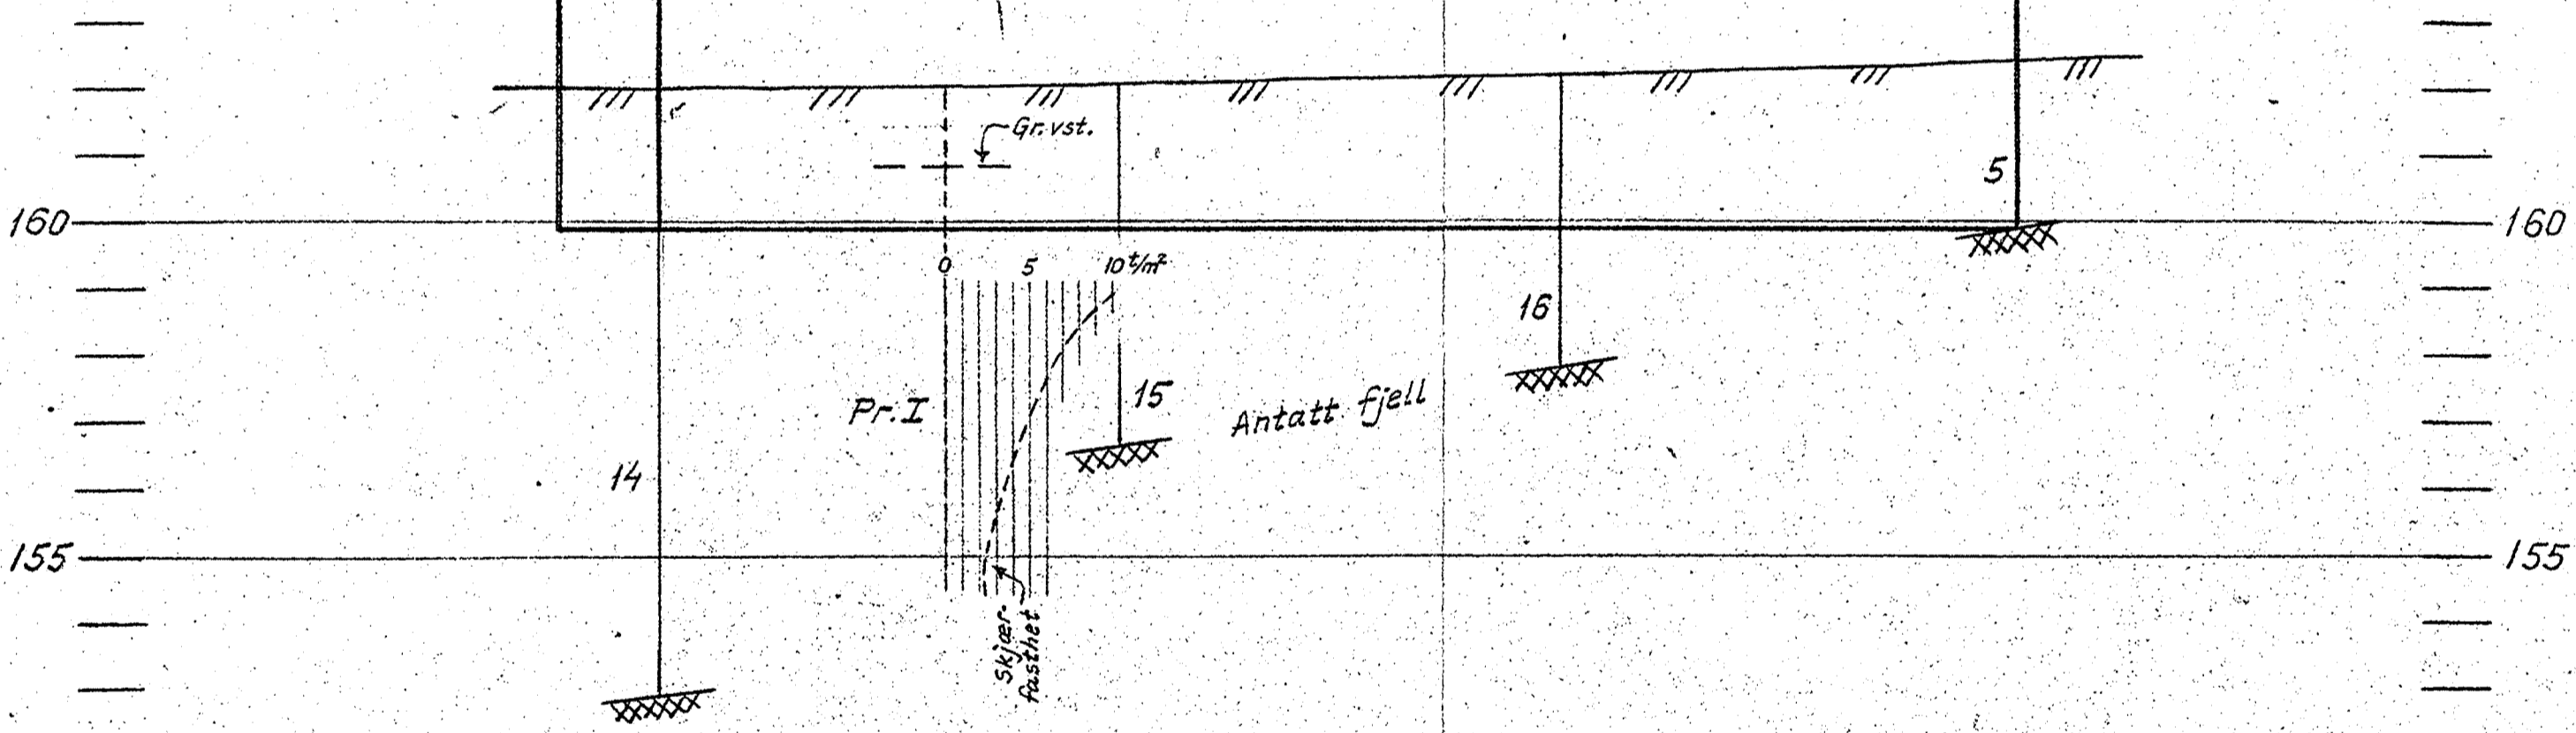 Gr.vst.
5
160
160
0 5 10 t/m²
16
Pr.I
15
Antatt fjell
14
155
155
Skjær-
fasthet